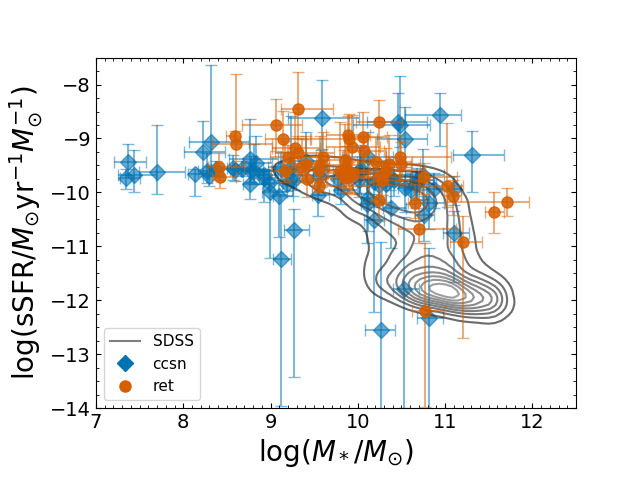 log(sSFR/M⊙yr⁻¹M⊙⁻¹)
−8
−9
−10
−11
−12
−13
−14
SDSS
ccsn
ret
7 8 9 10 11 12
log(M*/M⊙)